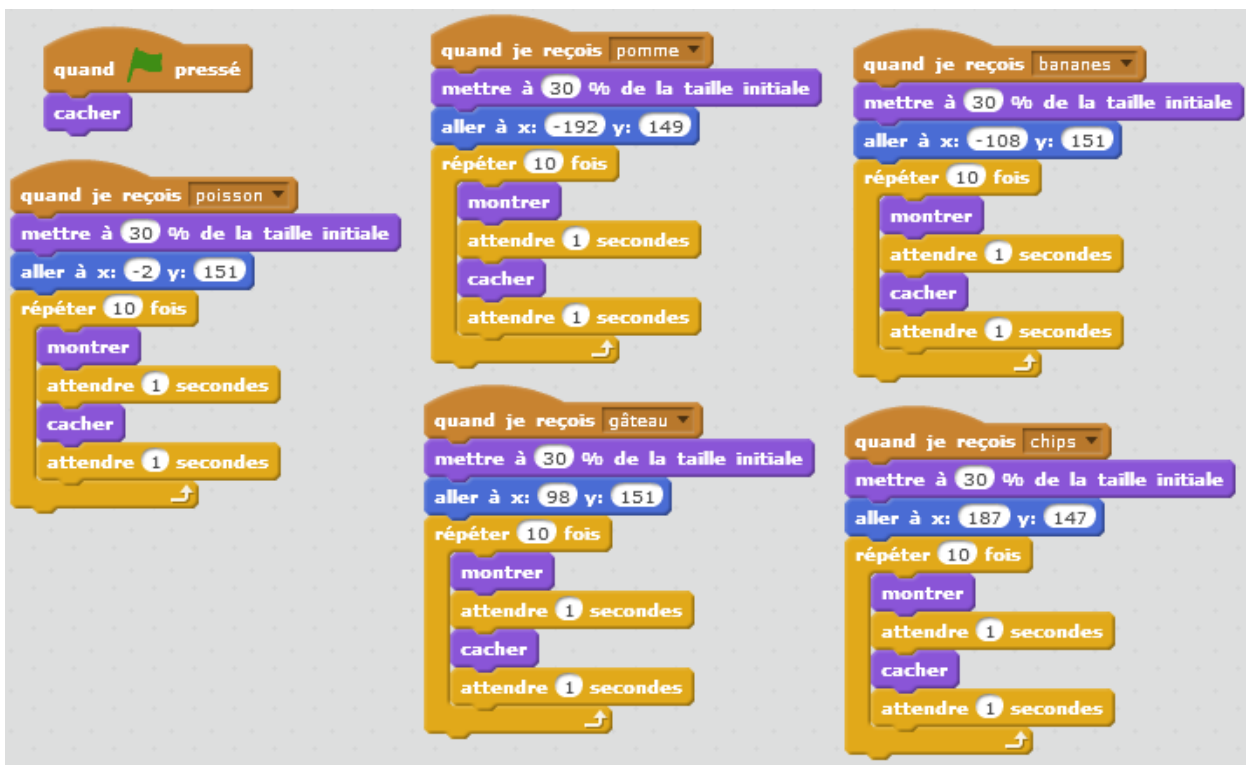 quand pressé
cacher
quand je reçois poisson
mettre à 30 % de la taille initiale
aller à x: -2 y: 151
répéter 10 fois
montrer
attendre 1 secondes
cacher
attendre 1 secondes
quand je reçois pomme
mettre à 30 % de la taille initiale
aller à x: -192 y: 149
répéter 10 fois
montrer
attendre 1 secondes
cacher
attendre 1 secondes
quand je reçois gâteau
mettre à 30 % de la taille initiale
aller à x: 98 y: 151
répéter 10 fois
montrer
attendre 1 secondes
cacher
attendre 1 secondes
quand je reçois bananes
mettre à 30 % de la taille initiale
aller à x: -108 y: 151
répéter 10 fois
montrer
attendre 1 secondes
cacher
attendre 1 secondes
quand je reçois chips
mettre à 30 % de la taille initiale
aller à x: 187 y: 147
répéter 10 fois
montrer
attendre 1 secondes
cacher
attendre 1 secondes